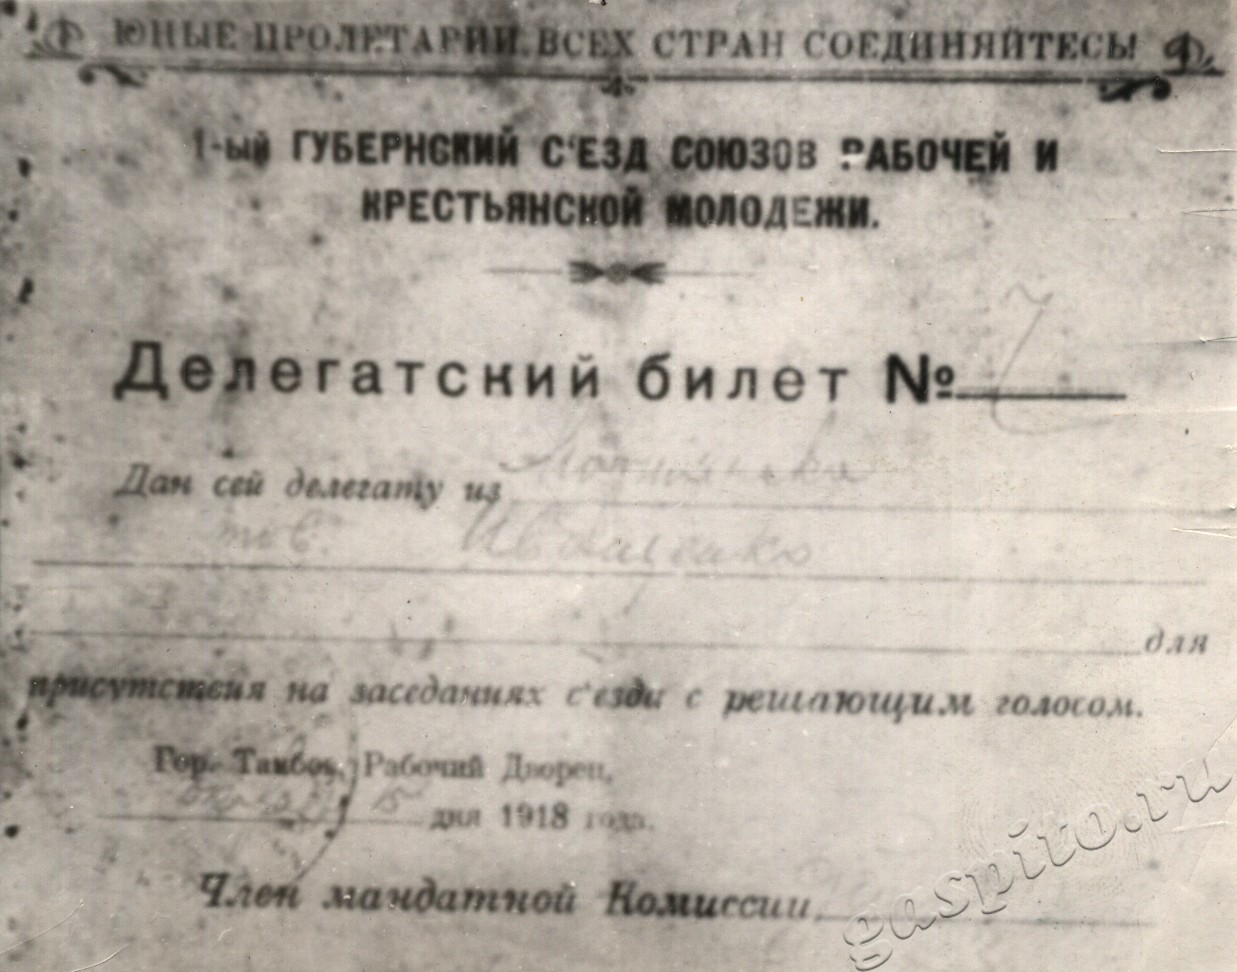 ЮНЫЕ ПРОЛЕТАРИИ ВСЕХ СТРАН СОЕДИНЯЙТЕСЬ!
1-ый ГУБЕРНСКИЙ С'ЕЗД СОЮЗОВ РАБОЧЕЙ И
КРЕСТЬЯНСКОЙ МОЛОДЕЖИ.
Делегатский билет № 7
Дан сей делегату из
тов.
для
присутствия на заседаниях с'езда с решающим голосом.
Гор. Тамбов, Рабочий Дворец,
дня 1918 года.
Член мандатной Комиссии,
gaspito.ru